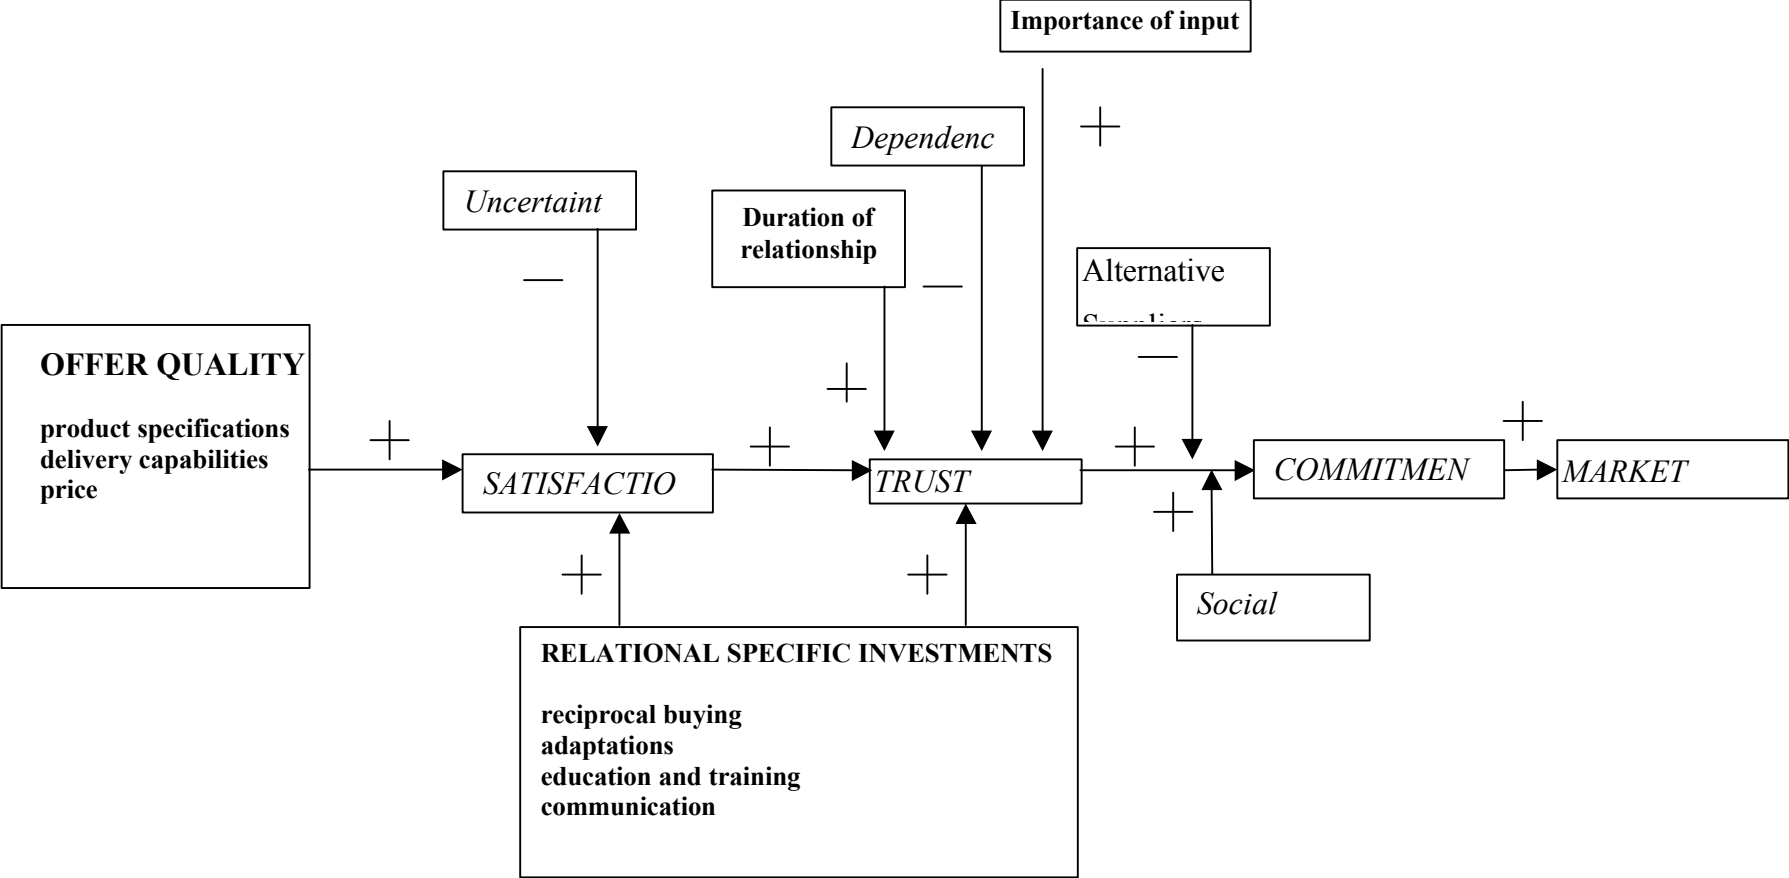 Importance of input
Dependenc
Uncertaint
Duration of
relationship
Alternative
Suppliers
OFFER QUALITY
product specifications
delivery capabilities
price
SATISFACTIO
TRUST
COMMITMEN
MARKET
Social
RELATIONAL SPECIFIC INVESTMENTS
reciprocal buying
adaptations
education and training
communication